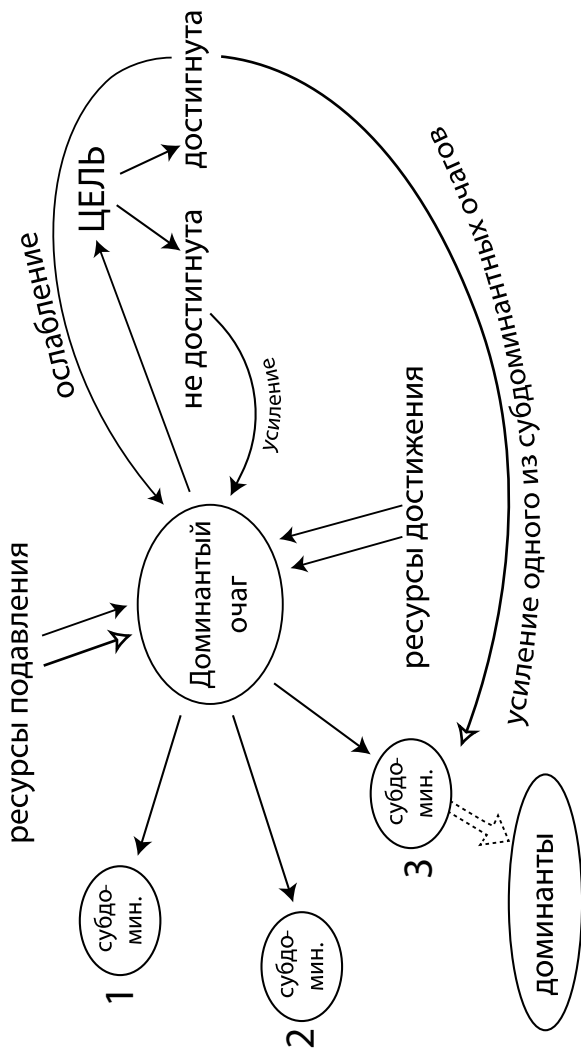 ресурсы подавления
ослабление
ЦЕЛЬ
достигнута
не достигнута
усиление
Доминантый
очаг
1
субдо-
мин.
2
субдо-
мин.
3
субдо-
мин.
ресурсы достижения
усиление одного из субдоминантных очагов
доминанты